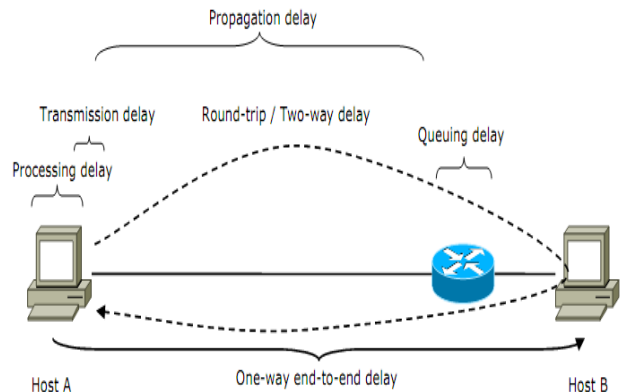 Propagation delay
Transmission delay
Round-trip / Two-way delay
Queuing delay
Processing delay
One-way end-to-end delay
Host A
Host B